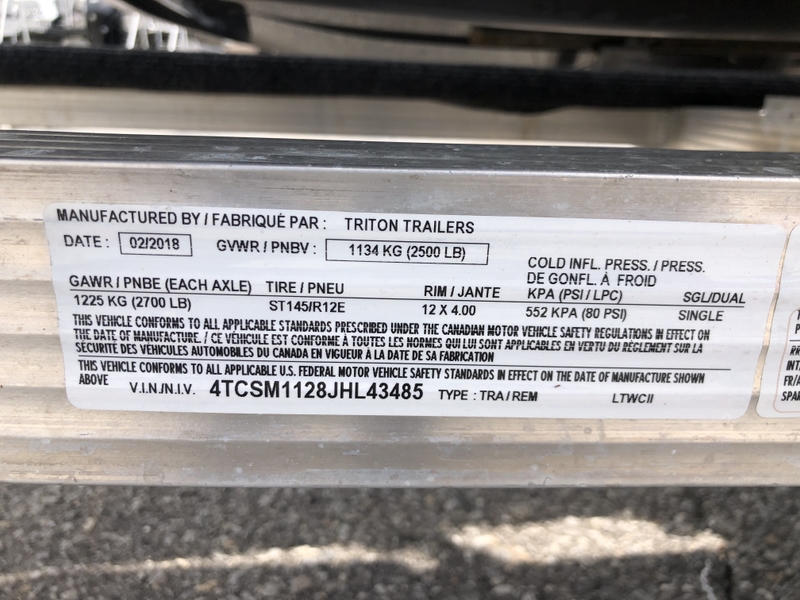 MANUFACTURED BY / FABRIQUÉ PAR : TRITON TRAILERS
DATE : 02/2018 GVWR / PNBV : 1134 KG (2500 LB)
COLD INFL. PRESS. / PRESS.
DE GONFL. À FROID
GAWR / PNBE (EACH AXLE) TIRE / PNEU RIM / JANTE KPA (PSI / LPC) SGL/DUAL
1225 KG (2700 LB) ST145/R12E 12 X 4.00 552 KPA (80 PSI) SINGLE
THIS VEHICLE CONFORMS TO ALL APPLICABLE STANDARDS PRESCRIBED UNDER THE CANADIAN MOTOR VEHICLE SAFETY REGULATIONS IN EFFECT ON
THE DATE OF MANUFACTURE. / CE VÉHICULE EST CONFORME À TOUTES LES NORMES QUI LUI SONT APPLICABLES EN VERTU DU RÈGLEMENT SUR LA
SÉCURITÉ DES VÉHICULES AUTOMOBILES DU CANADA EN VIGUEUR À LA DATE DE SA FABRICATION
THIS VEHICLE CONFORMS TO ALL APPLICABLE U.S. FEDERAL MOTOR VEHICLE SAFETY STANDARDS IN EFFECT ON THE DATE OF MANUFACTURE SHOWN
ABOVE V.I.N./N.I.V. 4TCSM1128JHL43485 TYPE : TRA / REM LTWCII